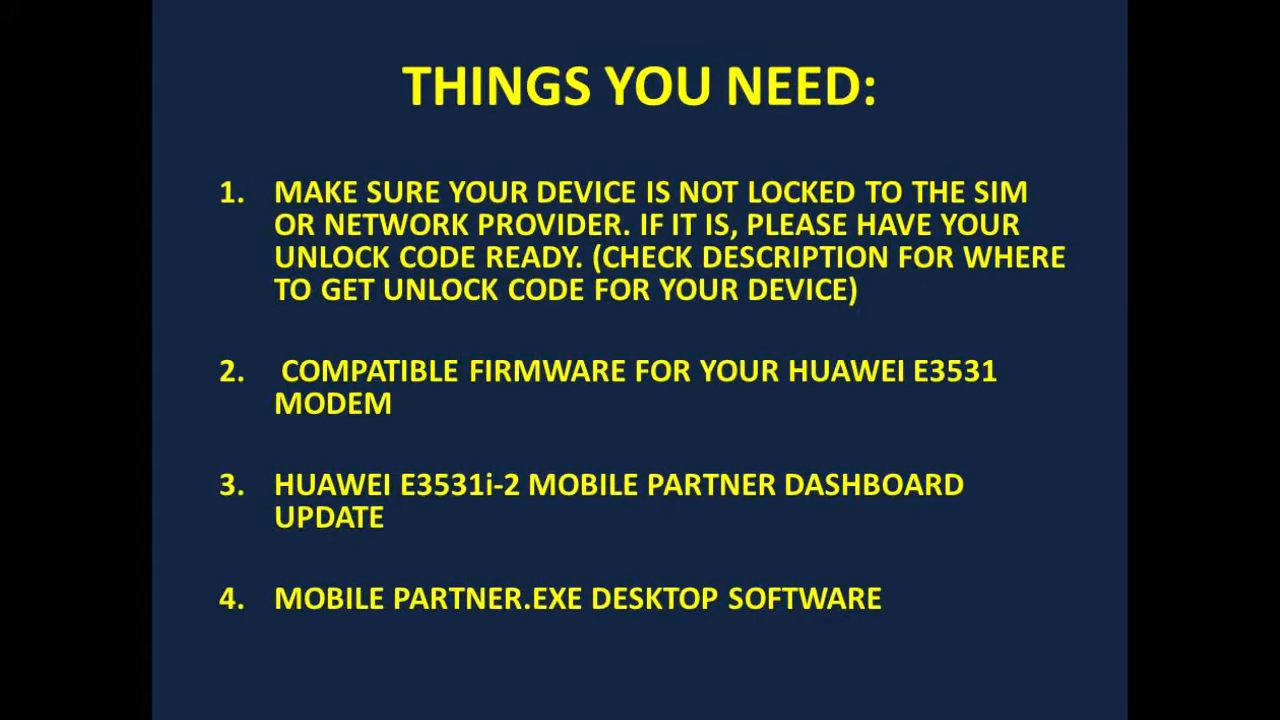 THINGS YOU NEED:
1. MAKE SURE YOUR DEVICE IS NOT LOCKED TO THE SIM
OR NETWORK PROVIDER. IF IT IS, PLEASE HAVE YOUR
UNLOCK CODE READY. (CHECK DESCRIPTION FOR WHERE
TO GET UNLOCK CODE FOR YOUR DEVICE)
2. COMPATIBLE FIRMWARE FOR YOUR HUAWEI E3531
MODEM
3. HUAWEI E3531i-2 MOBILE PARTNER DASHBOARD
UPDATE
4. MOBILE PARTNER.EXE DESKTOP SOFTWARE